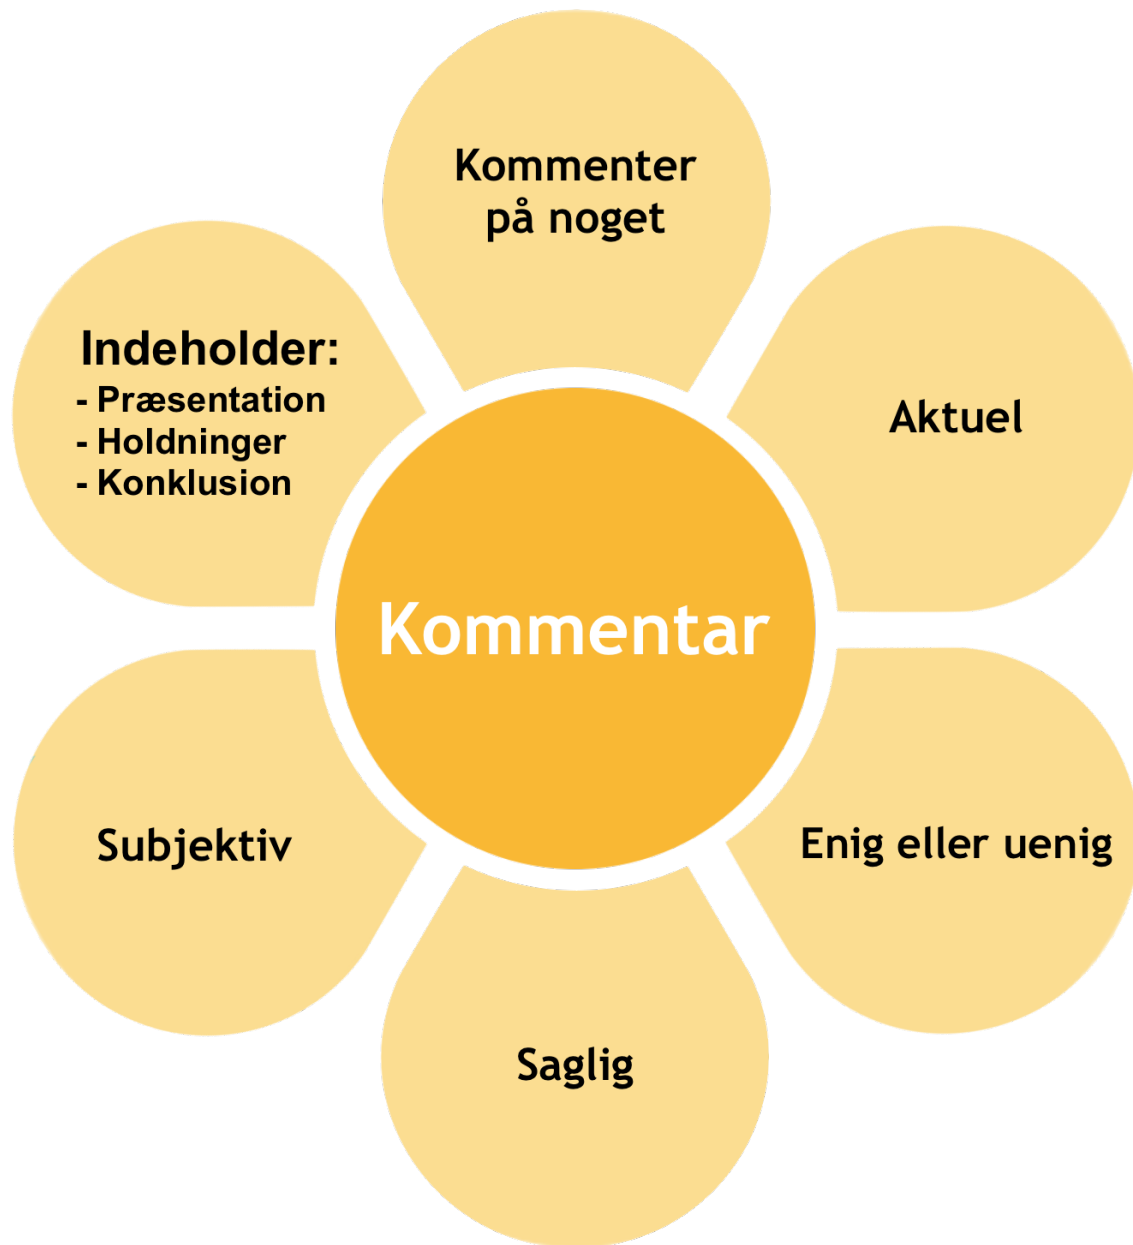 Kommenter
på noget
Aktuel
Enig eller uenig
Saglig
Subjektiv
Indeholder:
- Præsentation
- Holdninger
- Konklusion
Kommentar